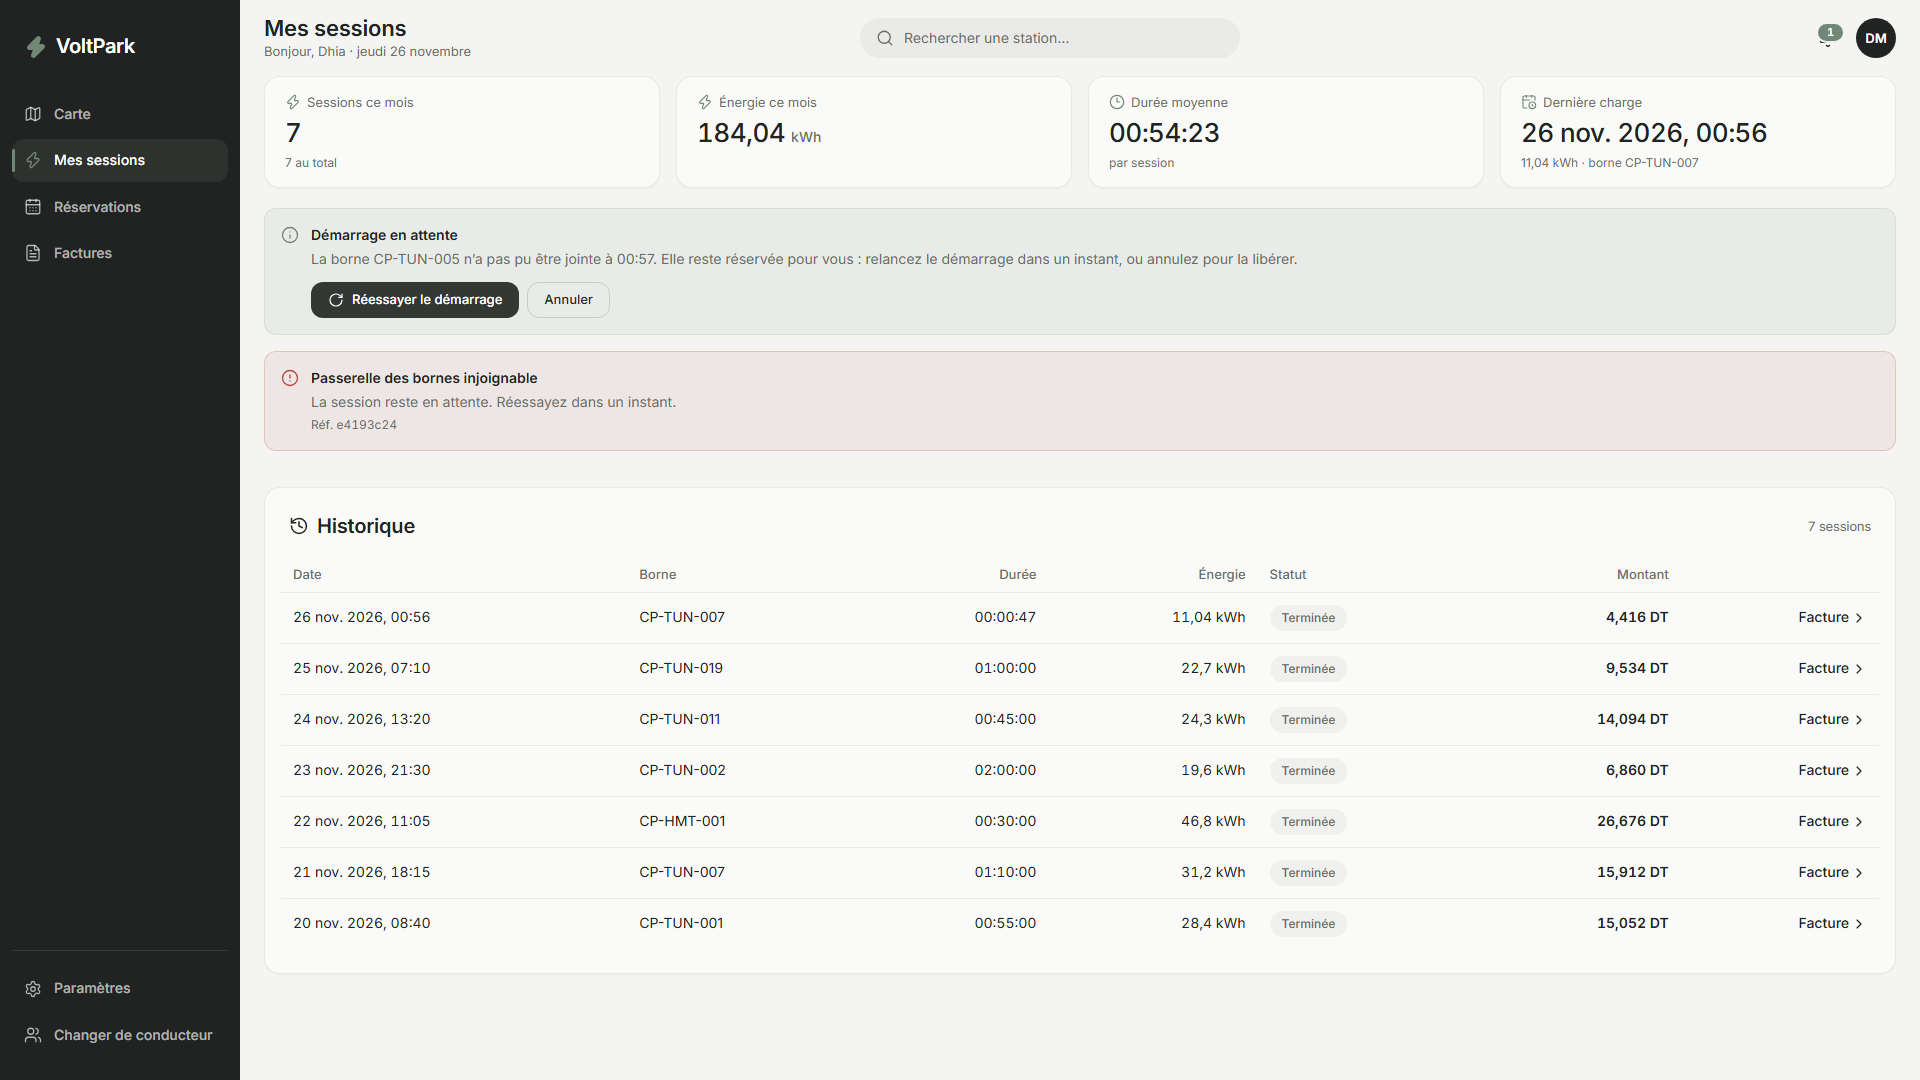 VoltPark
Carte
Mes sessions
Réservations
Factures
Paramètres
Changer de conducteur
Mes sessions
Bonjour, Dhia · jeudi 26 novembre
Rechercher une station...
1
DM
Sessions ce mois
7
7 au total
Énergie ce mois
184,04 kWh
Durée moyenne
00:54:23
par session
Dernière charge
26 nov. 2026, 00:56
11,04 kWh · borne CP-TUN-007
Démarrage en attente
La borne CP-TUN-005 n'a pas pu être jointe à 00:57. Elle reste réservée pour vous : relancez le démarrage dans un instant, ou annulez pour la libérer.
Réessayer le démarrage
Annuler
Passerelle des bornes injoignable
La session reste en attente. Réessayez dans un instant.
Réf. e4193c24
Historique
7 sessions
Date Borne Durée Énergie Statut Montant
26 nov. 2026, 00:56 CP-TUN-007 00:00:47 11,04 kWh Terminée 4,416 DT Facture
25 nov. 2026, 07:10 CP-TUN-019 01:00:00 22,7 kWh Terminée 9,534 DT Facture
24 nov. 2026, 13:20 CP-TUN-011 00:45:00 24,3 kWh Terminée 14,094 DT Facture
23 nov. 2026, 21:30 CP-TUN-002 02:00:00 19,6 kWh Terminée 6,860 DT Facture
22 nov. 2026, 11:05 CP-HMT-001 00:30:00 46,8 kWh Terminée 26,676 DT Facture
21 nov. 2026, 18:15 CP-TUN-007 01:10:00 31,2 kWh Terminée 15,912 DT Facture
20 nov. 2026, 08:40 CP-TUN-001 00:55:00 28,4 kWh Terminée 15,052 DT Facture